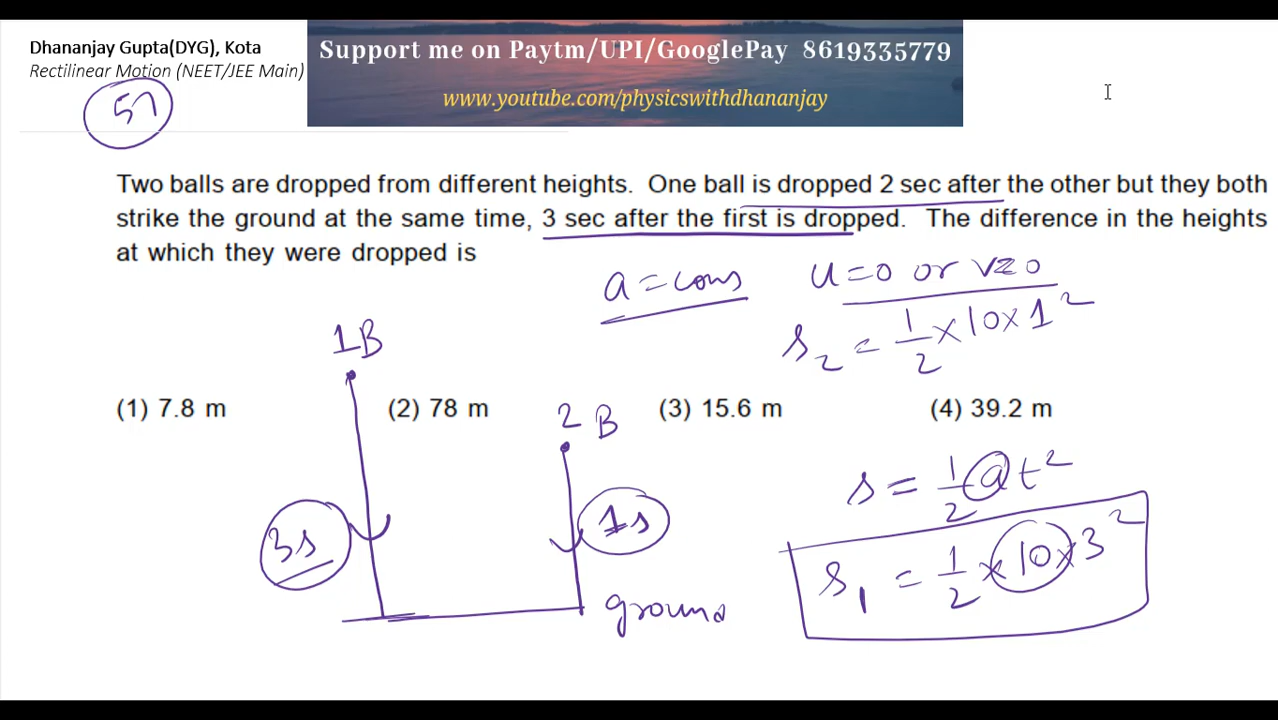 Dhananjay Gupta(DYG), Kota
Rectilinear Motion (NEET/JEE Main)
Support me on Paytm/UPI/GooglePay 8619335779
www.youtube.com/physicswithdhananjay
57
Two balls are dropped from different heights. One ball is dropped 2 sec after the other but they both
strike the ground at the same time, 3 sec after the first is dropped. The difference in the heights
at which they were dropped is
a = cons
u=0 or v=0
s₂ = 1/2 × 10 × 1²
1B
(1) 7.8 m (2) 78 m (3) 15.6 m (4) 39.2 m
2 B
s = 1/2 a t²
3s
1s
s₁ = 1/2 × 10 × 3²
ground